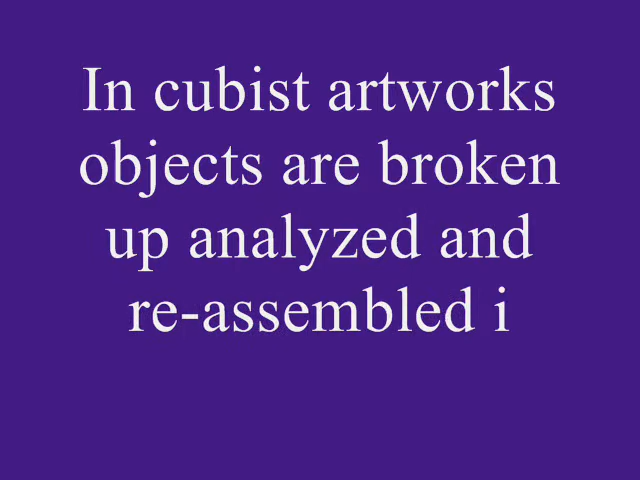 In cubist artworks
objects are broken
up analyzed and
re-assembled i